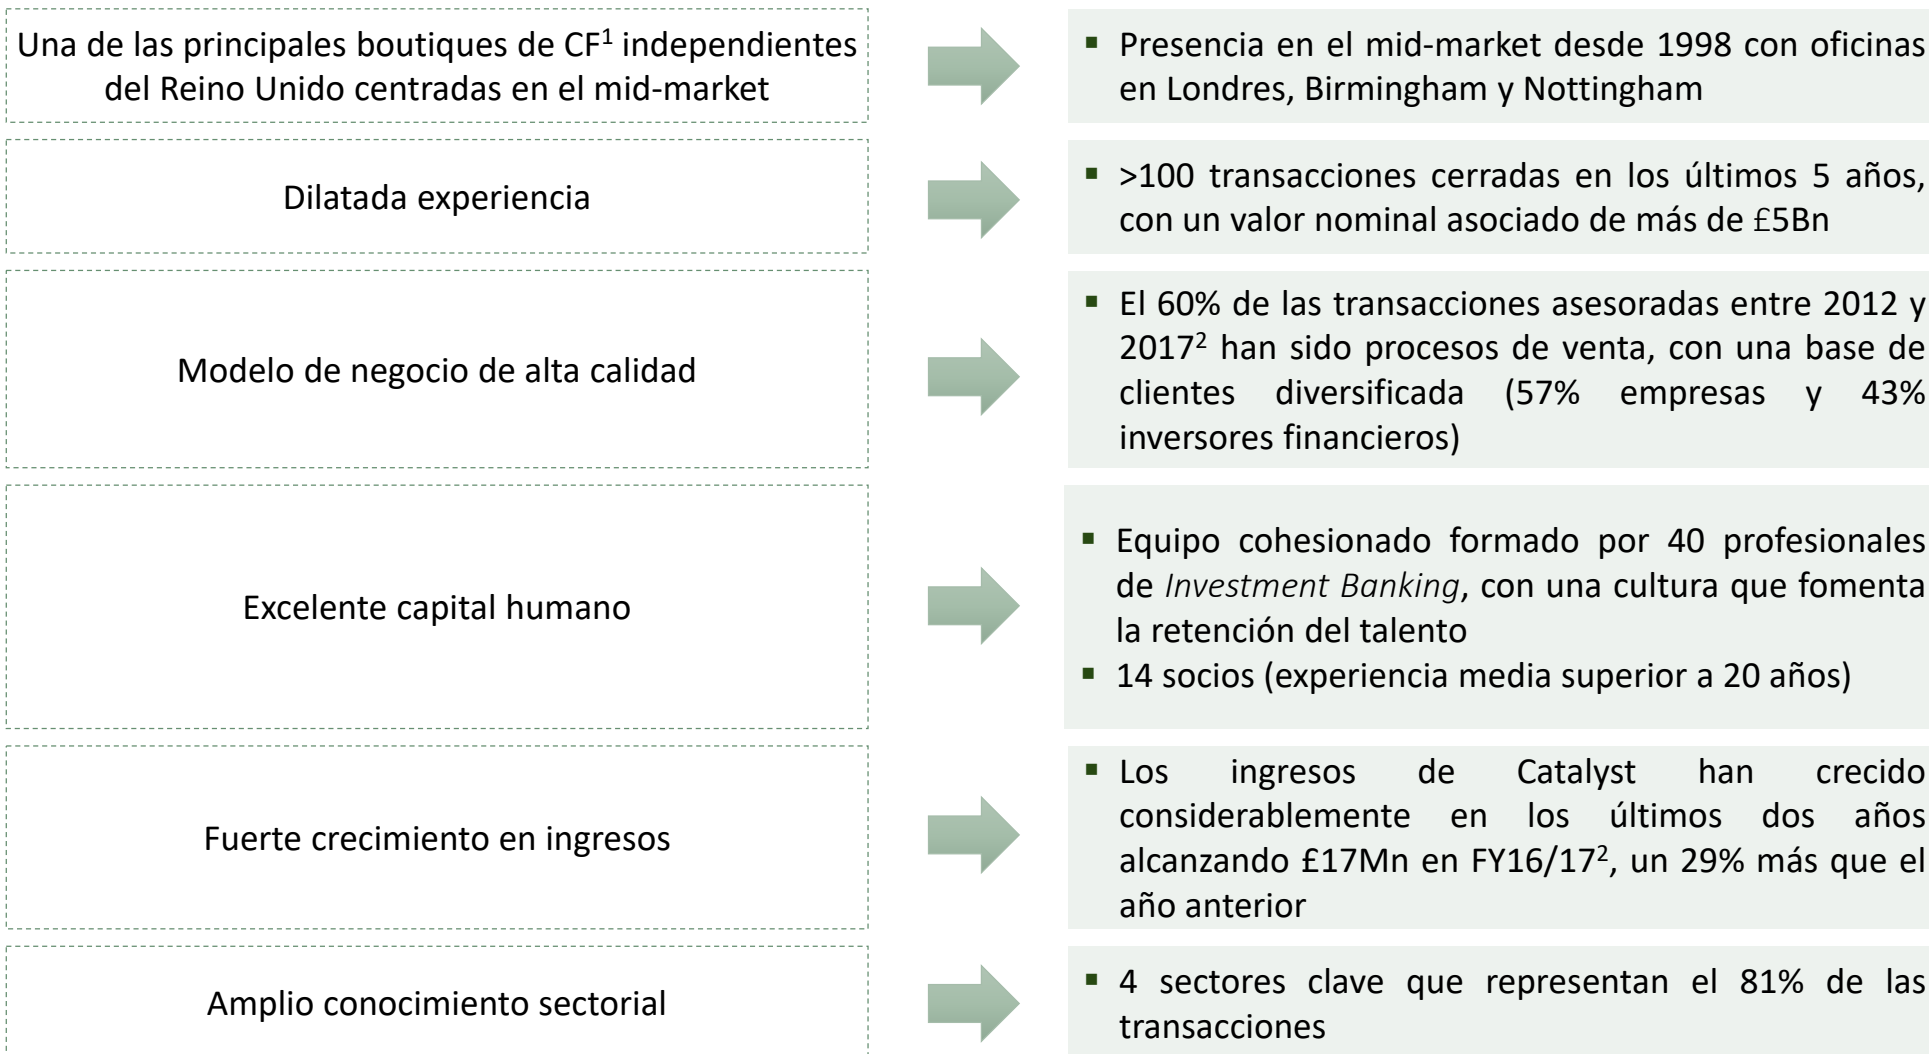 Una de las principales boutiques de CF¹ independientes
del Reino Unido centradas en el mid-market
▪ Presencia en el mid-market desde 1998 con oficinas
en Londres, Birmingham y Nottingham
Dilatada experiencia
▪ >100 transacciones cerradas en los últimos 5 años,
con un valor nominal asociado de más de £5Bn
Modelo de negocio de alta calidad
▪ El 60% de las transacciones asesoradas entre 2012 y
2017² han sido procesos de venta, con una base de
clientes diversificada (57% empresas y 43%
inversores financieros)
Excelente capital humano
▪ Equipo cohesionado formado por 40 profesionales
de Investment Banking, con una cultura que fomenta
la retención del talento
▪ 14 socios (experiencia media superior a 20 años)
Fuerte crecimiento en ingresos
▪ Los ingresos de Catalyst han crecido
considerablemente en los últimos dos años
alcanzando £17Mn en FY16/17², un 29% más que el
año anterior
Amplio conocimiento sectorial
▪ 4 sectores clave que representan el 81% de las
transacciones